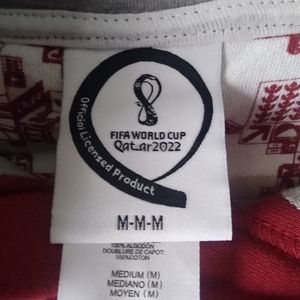 FIFA WORLD CUP
Qatar2022
Official Licensed Product
M-M-M
100% ALGODÓN
DOUBLURE DE CAPOT:
100%COTON
MEDIUM (M)
MEDIANO (M)
MOYEN (M)